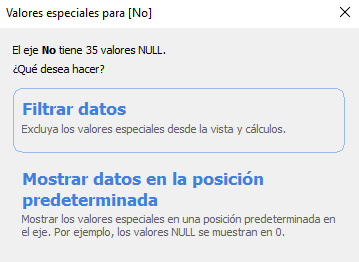 Valores especiales para [No]
El eje No tiene 35 valores NULL.
¿Qué desea hacer?
Filtrar datos
Excluya los valores especiales desde la vista y cálculos.
Mostrar datos en la posición
predeterminada
Mostrar los valores especiales en una posición predeterminada en
el eje. Por ejemplo, los valores NULL se muestran en 0.